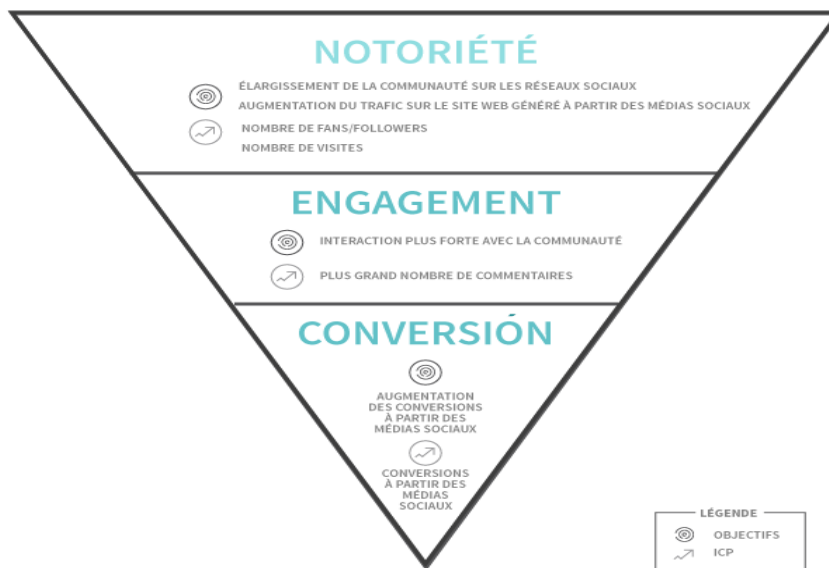 NOTORIÉTÉ
ÉLARGISSEMENT DE LA COMMUNAUTÉ SUR LES RÉSEAUX SOCIAUX
AUGMENTATION DU TRAFIC SUR LE SITE WEB GÉNÉRÉ À PARTIR DES MÉDIAS SOCIAUX
NOMBRE DE FANS/FOLLOWERS
NOMBRE DE VISITES
ENGAGEMENT
INTERACTION PLUS FORTE AVEC LA COMMUNAUTÉ
PLUS GRAND NOMBRE DE COMMENTAIRES
CONVERSIÓN
AUGMENTATION
DES CONVERSIONS
À PARTIR DES
MÉDIAS SOCIAUX
CONVERSIONS
À PARTIR DES
MÉDIAS
SOCIAUX
LÉGENDE
OBJECTIFS
ICP